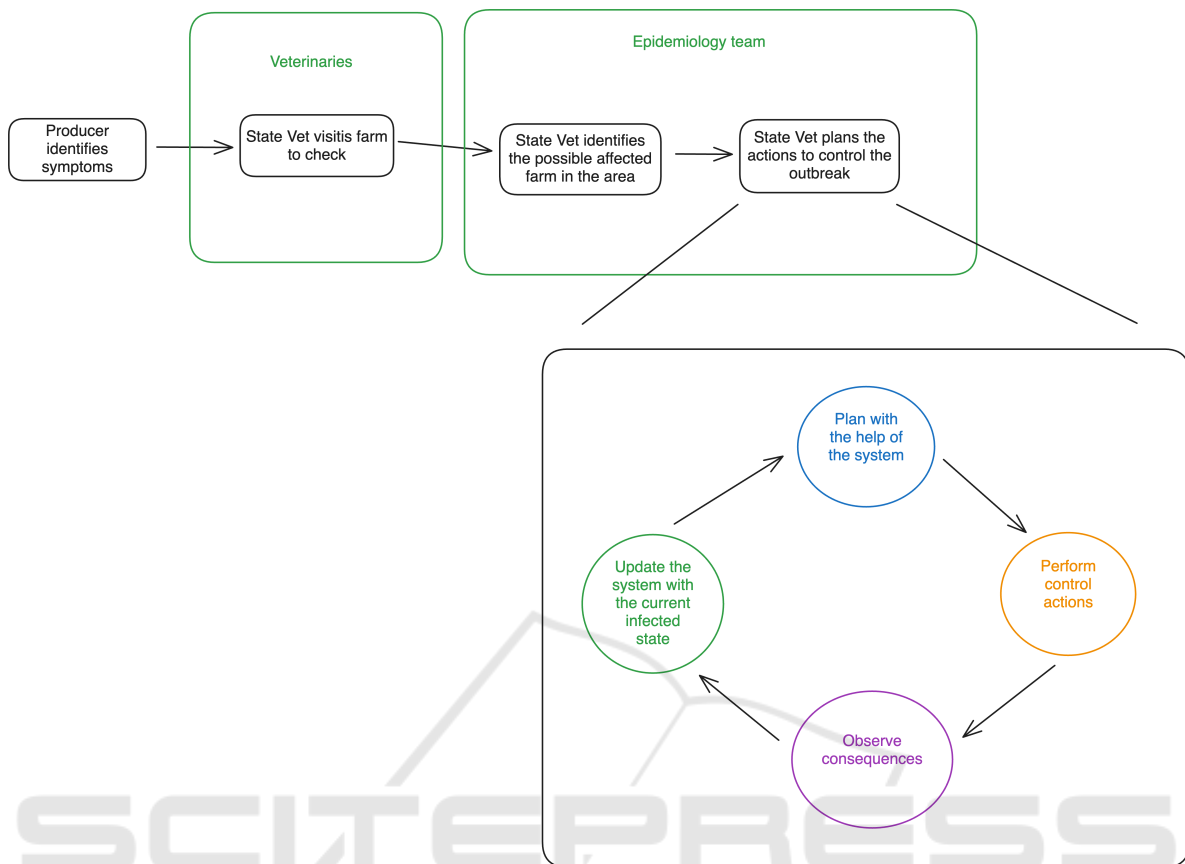 Veterinaries
Epidemiology team
Producer
identifies
symptoms
State Vet visitis farm
to check
State Vet identifies
the possible affected
farm in the area
State Vet plans the
actions to control the
outbreak
Plan with
the help of
the system
Perform
control
actions
Observe
consequences
Update the
system with
the current
infected
state
SCITEPRESS